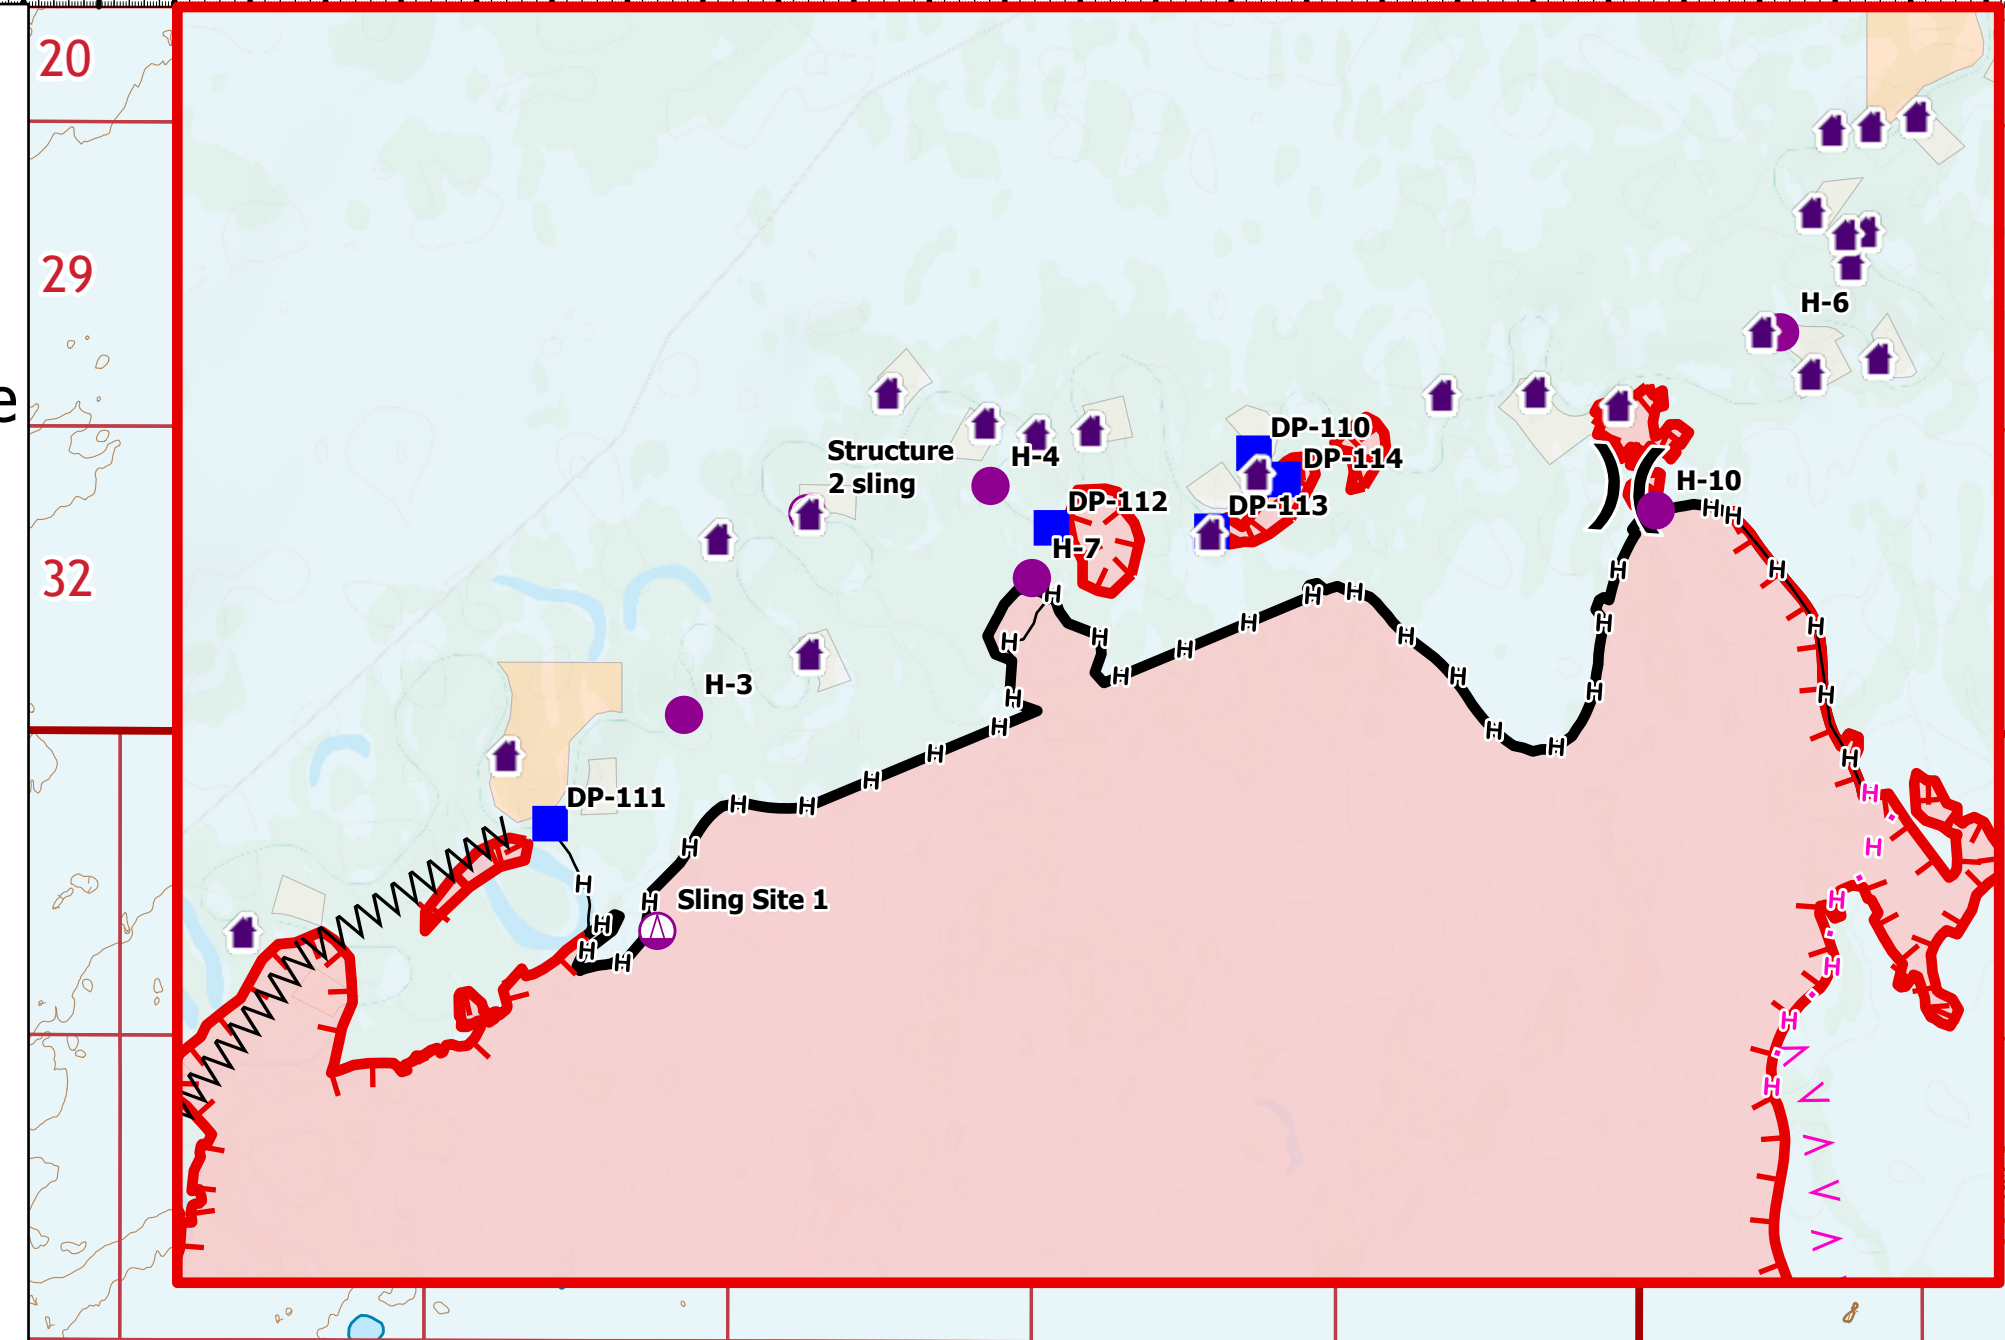 20
29
e
32
H-6
DP-110
Structure
2 sling
H-4
DP-114
H-10
DP-112
DP-113
H-7
H-3
DP-111
Sling Site 1